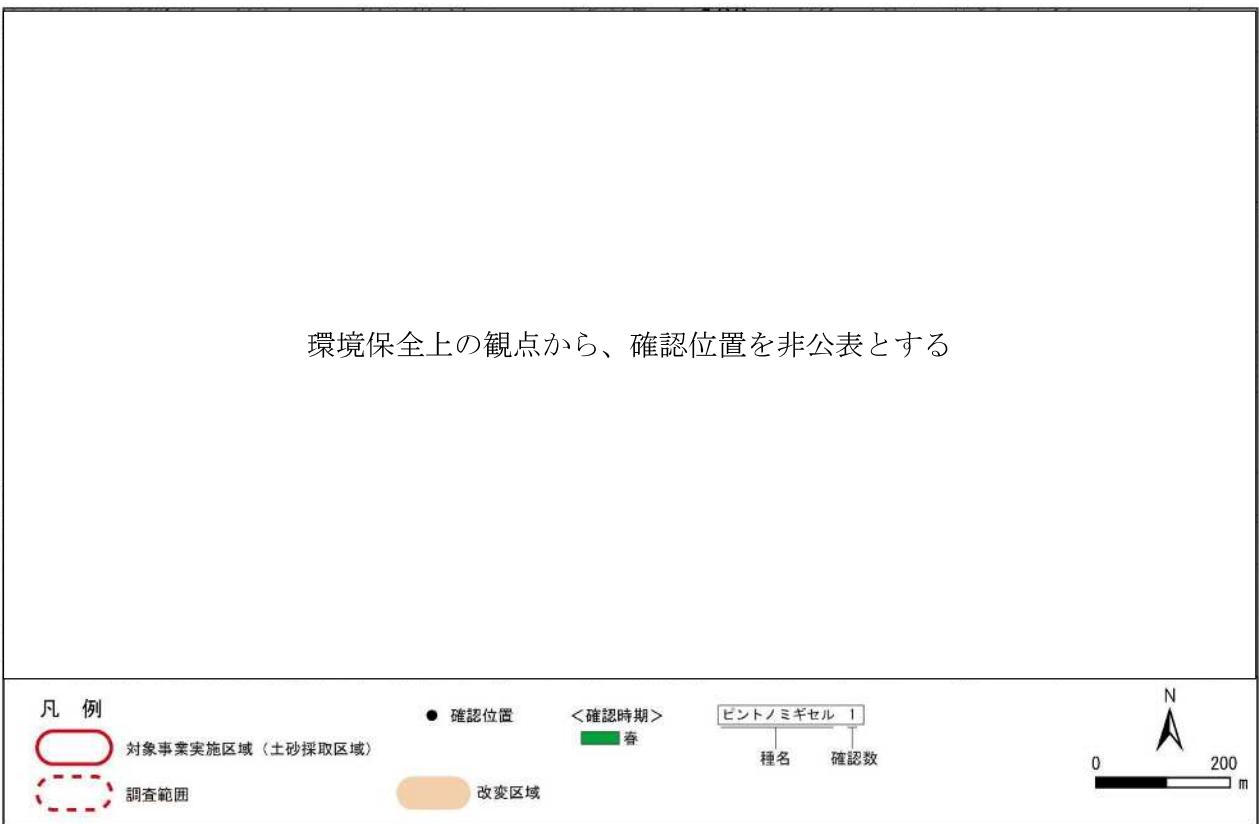 環境保全上の観点から、確認位置を非公表とする
凡 例
対象事業実施区域(土砂採取区域)
調査範囲
● 確認位置
改変区域
<確認時期>
春
ピントノミギセル 1
種名 確認数
N
0 200
m